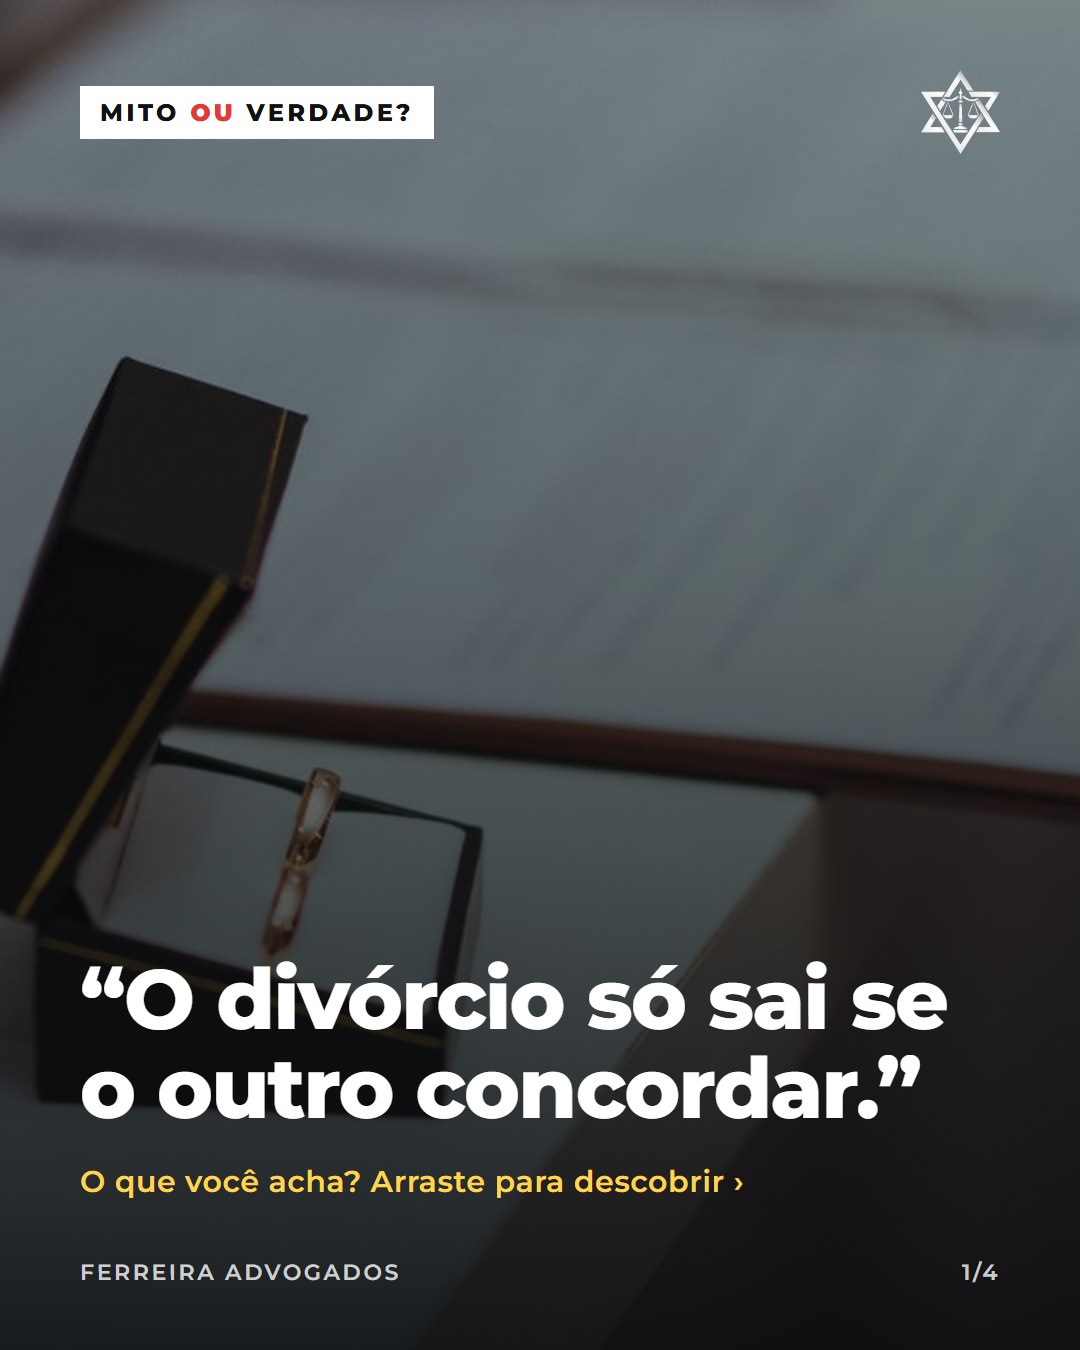 MITO OU VERDADE?
“O divórcio só sai se
o outro concordar.”
O que você acha? Arraste para descobrir ›
FERREIRA ADVOGADOS
1/4